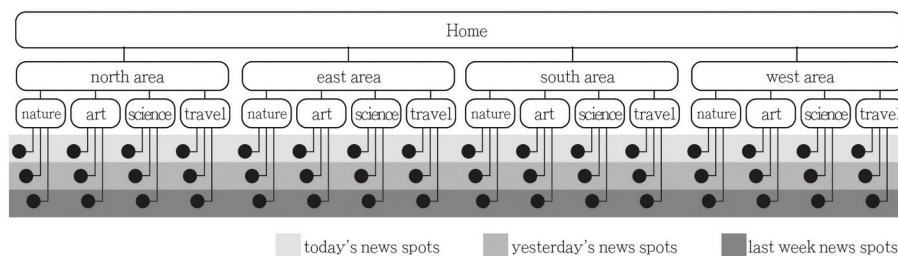 Home
north area east area south area west area
nature art science travel nature art science travel nature art science travel nature art science travel
today's news spots yesterday's news spots last week news spots